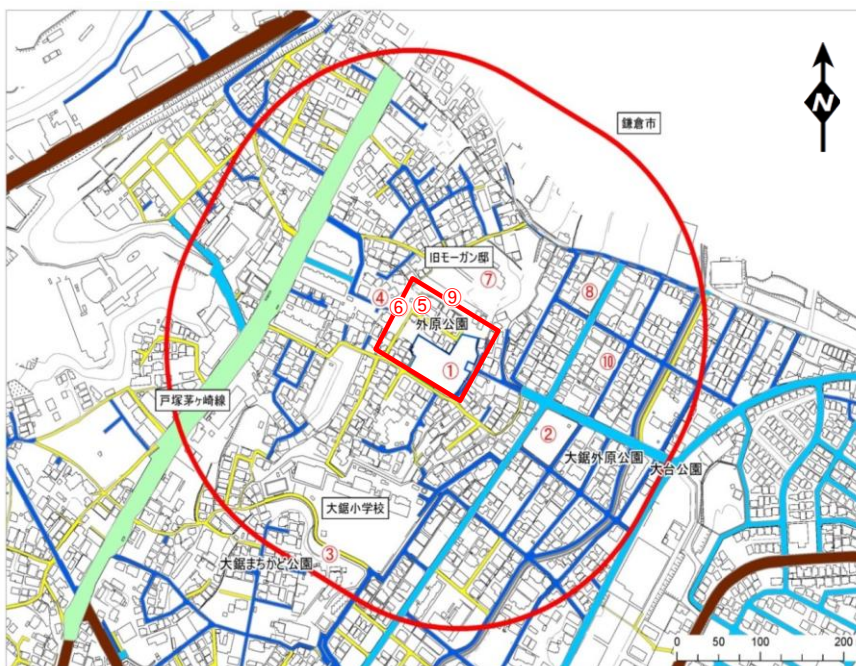 N
鎌倉市
旧モーガン邸
⑦
④
⑥
⑤
⑨
⑧
外原公園
①
⑩
戸塚茅ヶ崎線
②
大鋸外原公園
大台公園
大鋸小学校
③
大鋸まちかど公園
0 50 100 200